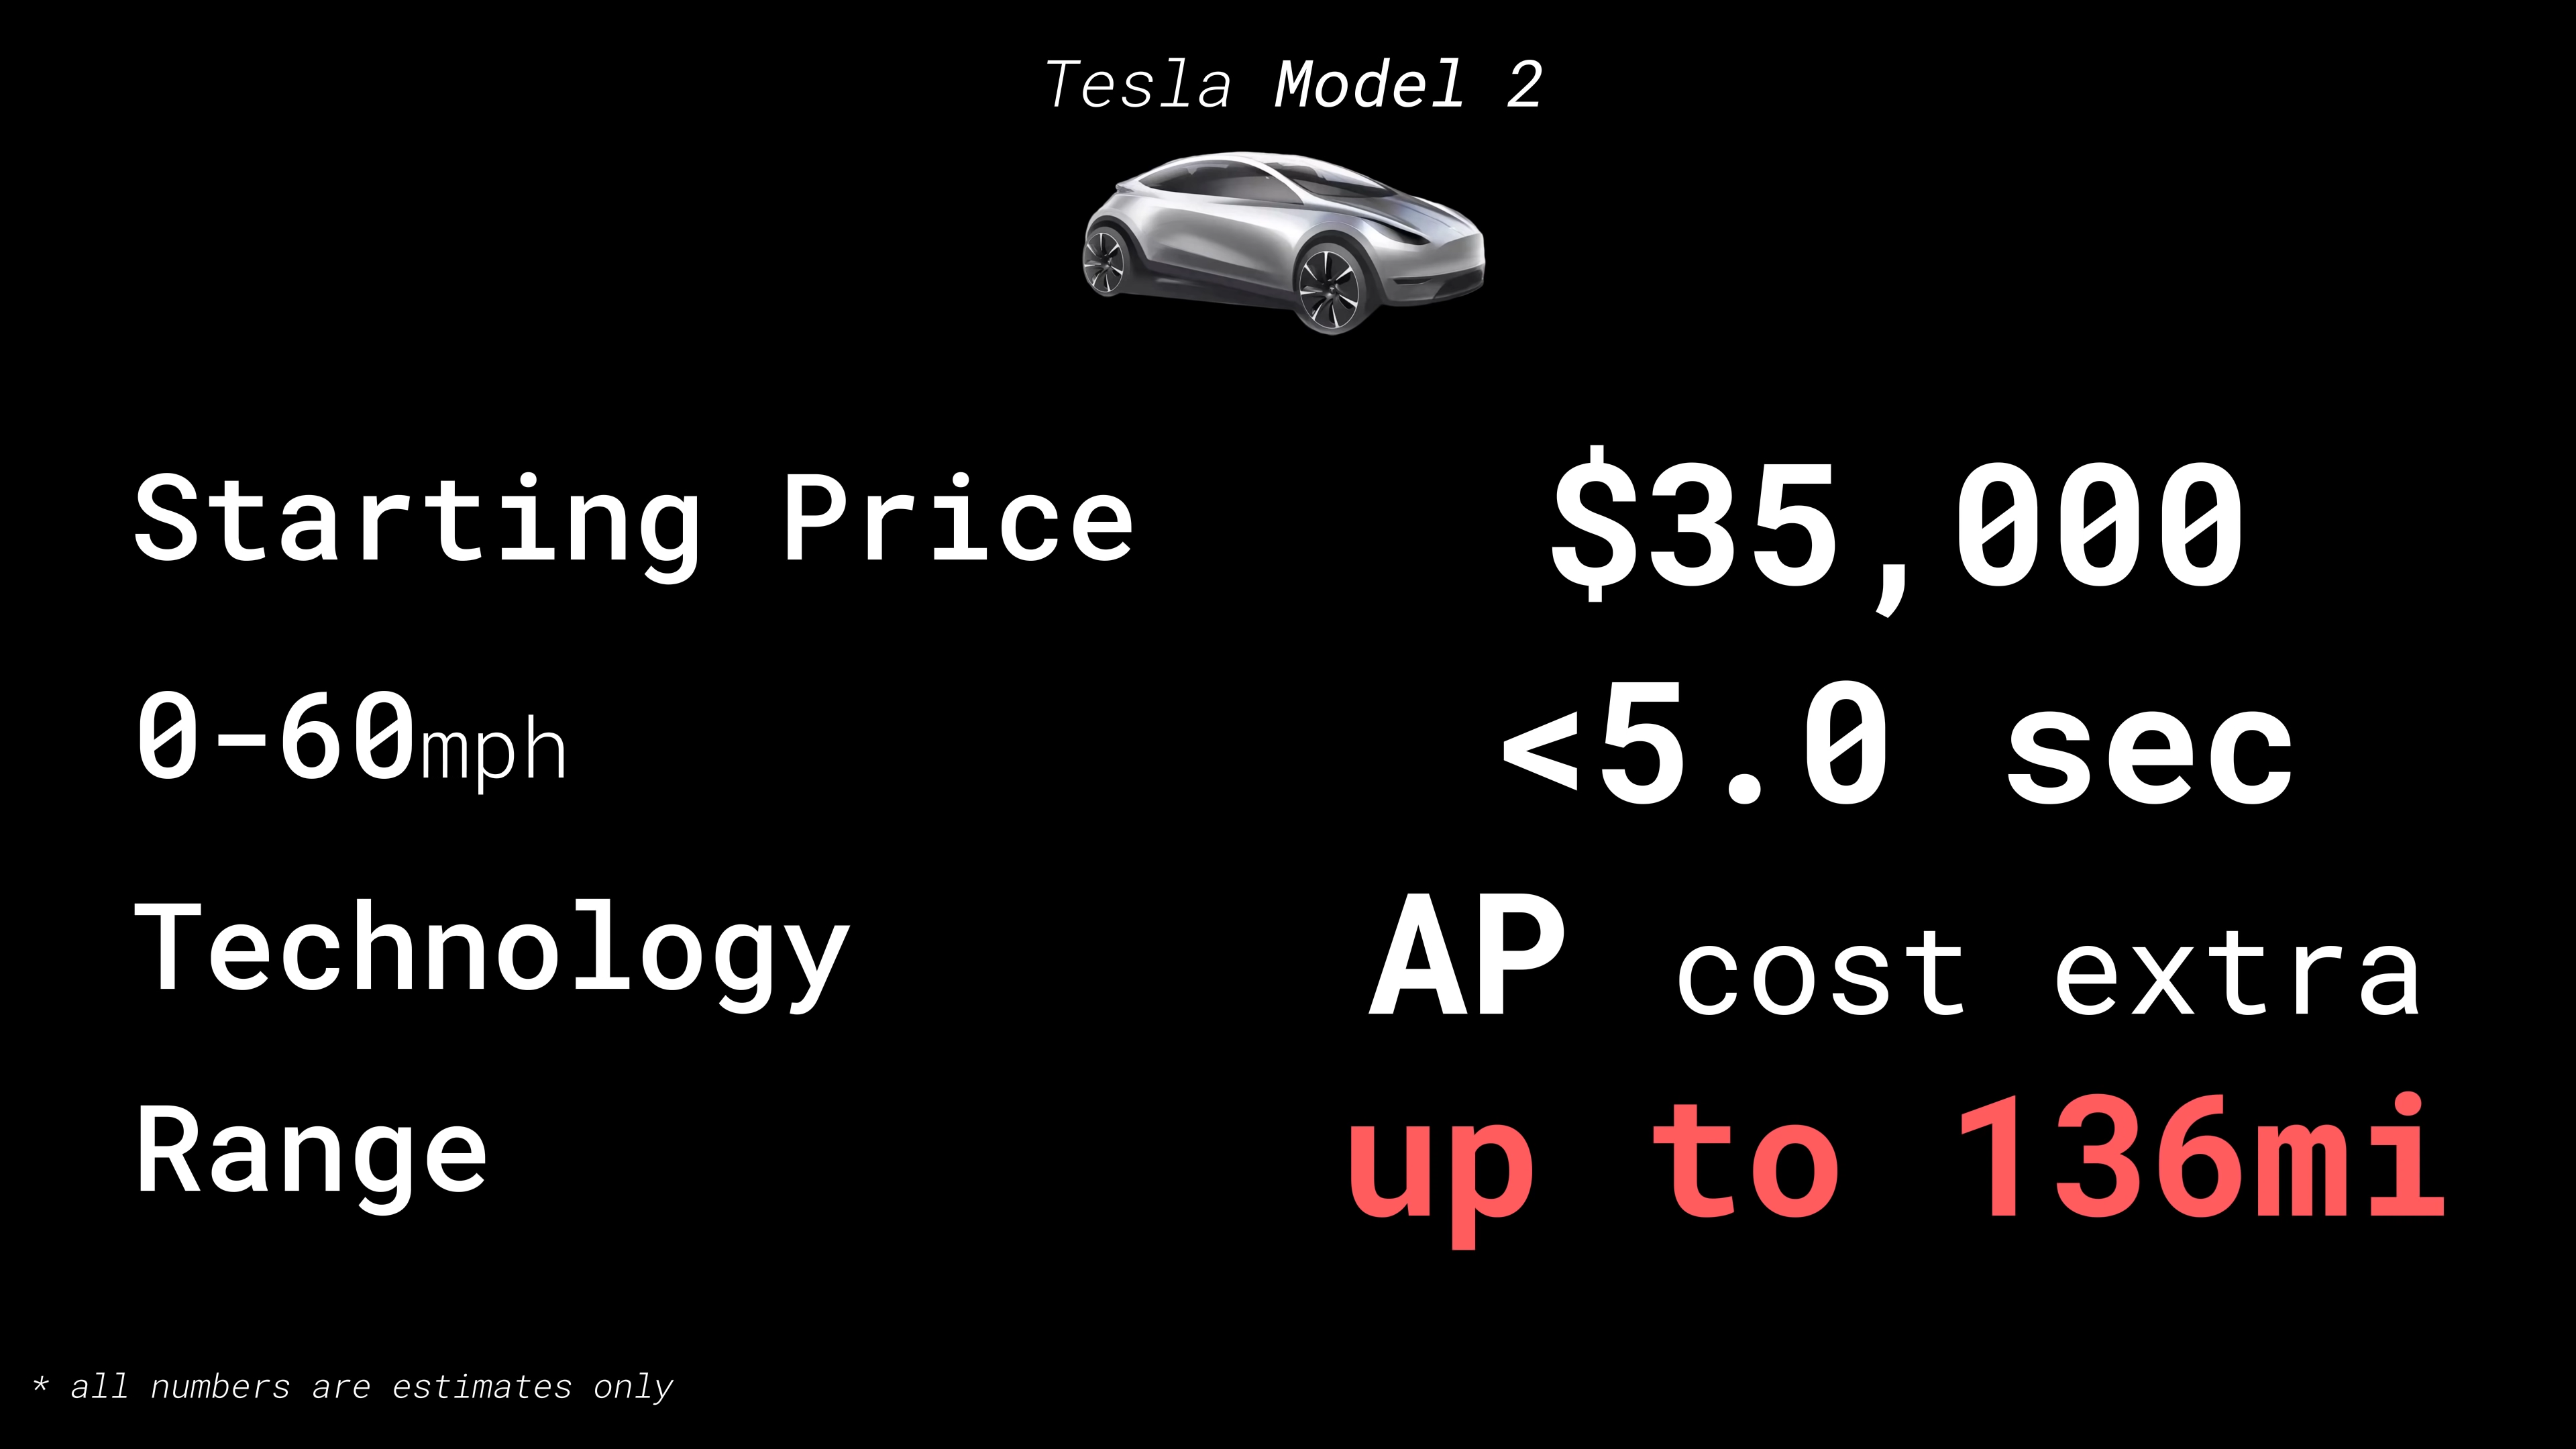 Tesla Model 2
Starting Price $35,000
0-60mph <5.0 sec
Technology AP cost extra
Range up to 136mi
* all numbers are estimates only